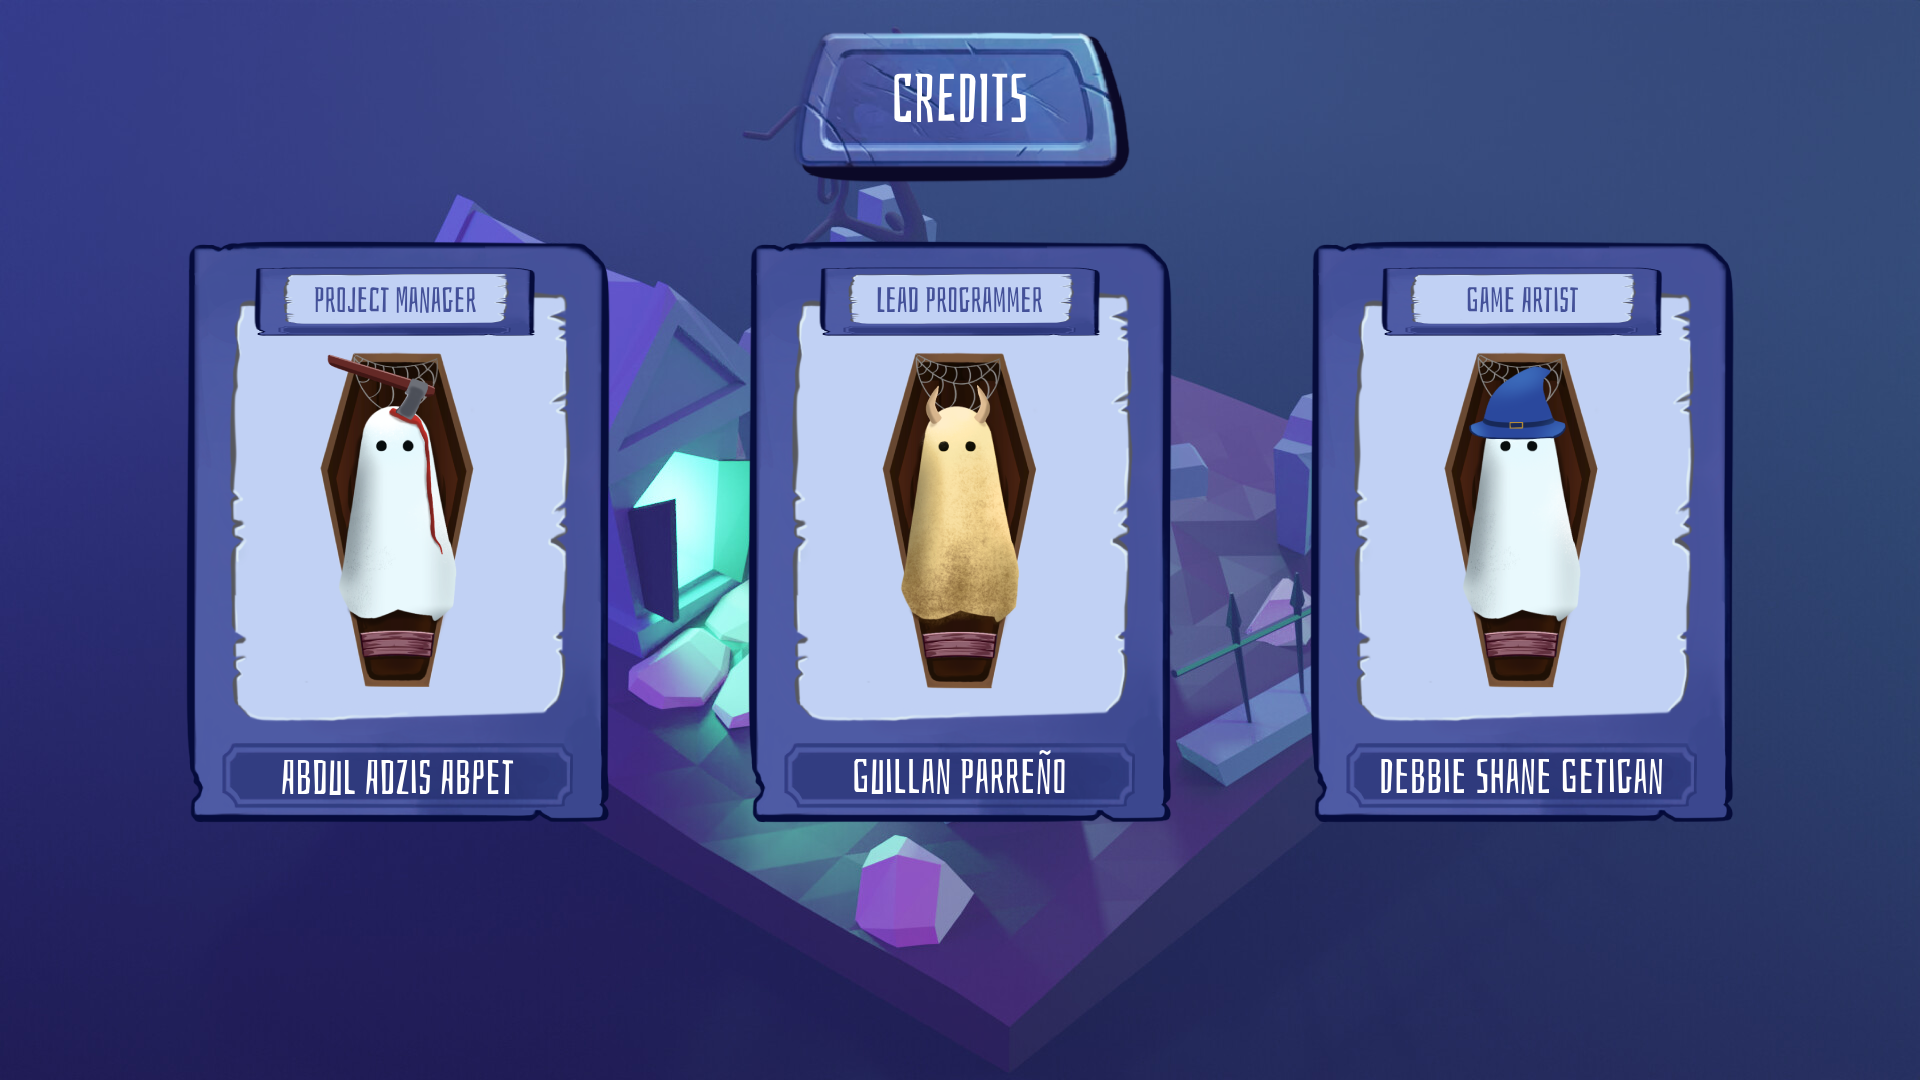 CREDITS
PROJECT MANAGER
LEAD PROGRAMMER
GAME ARTIST
ABDUL ADZIS ABPET
GUILLAN PARREÑO
DEBBIE SHANE GETIGAN